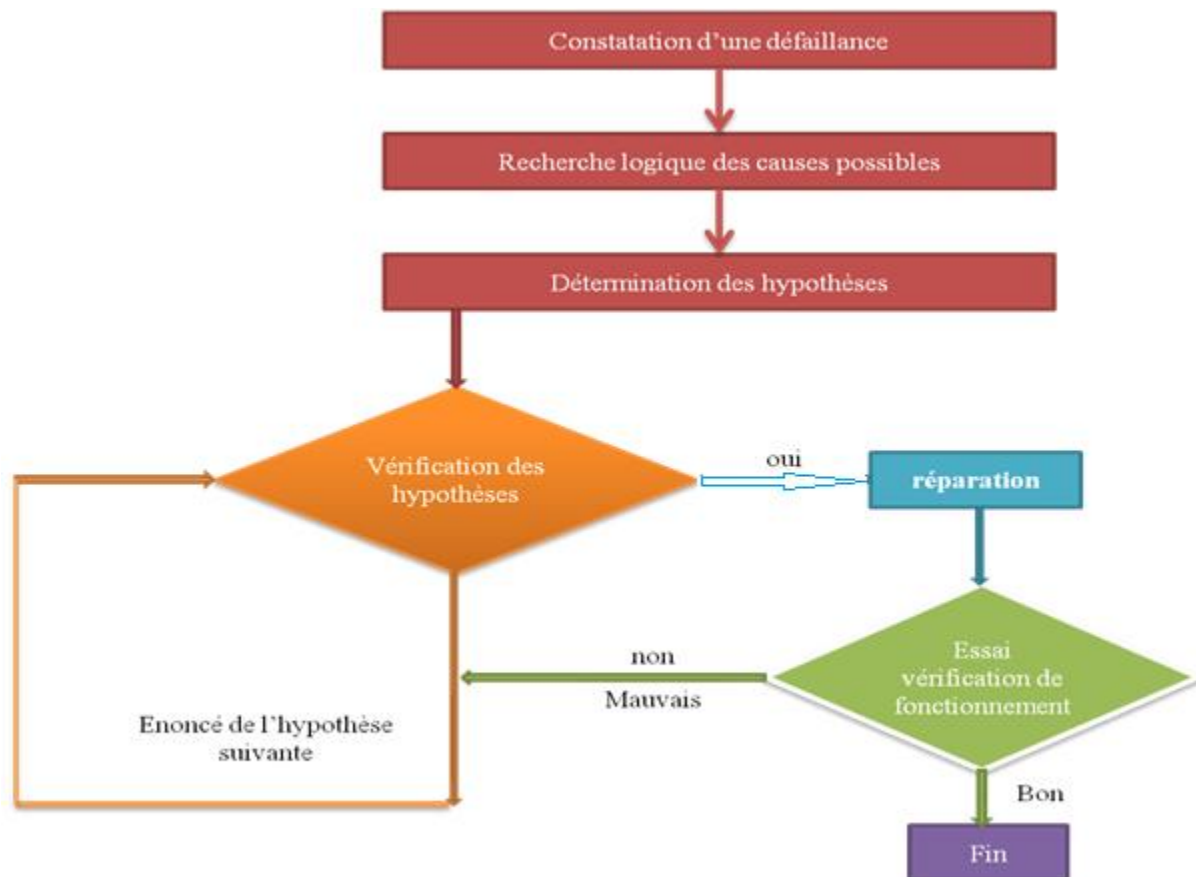 Constatation d’une défaillance
Recherche logique des causes possibles
Détermination des hypothèses
Vérification des
hypothèses
oui
réparation
Essai
vérification de
fonctionnement
non
Mauvais
Enoncé de l’hypothèse
suivante
Bon
Fin